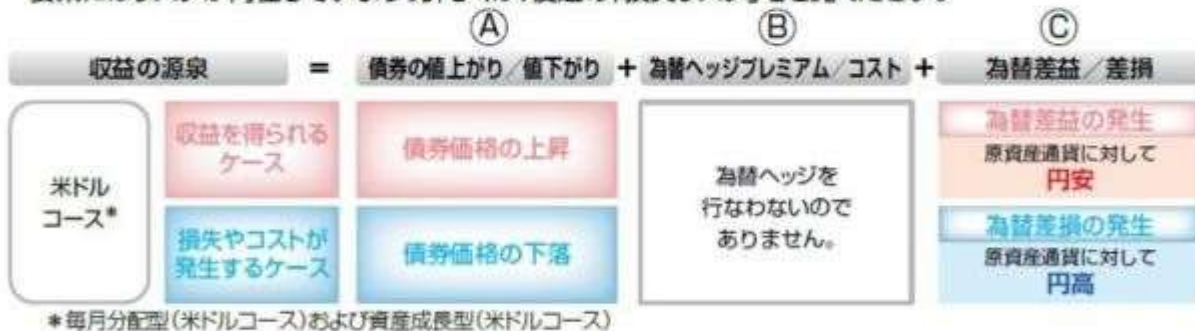 Ⓐ Ⓑ Ⓒ
収益の源泉 = 債券の値上がり／値下がり + 為替ヘッジプレミアム／コスト + 為替差益／差損
米ドル
コース*
収益を得られる
ケース
債券価格の上昇
損失やコストが
発生するケース
債券価格の下落
為替ヘッジを
行なわないので
ありません。
為替差益の発生
原資産通貨に対して
円安
為替差損の発生
原資産通貨に対して
円高
*毎月分配型(米ドルコース)および資産成長型(米ドルコース)